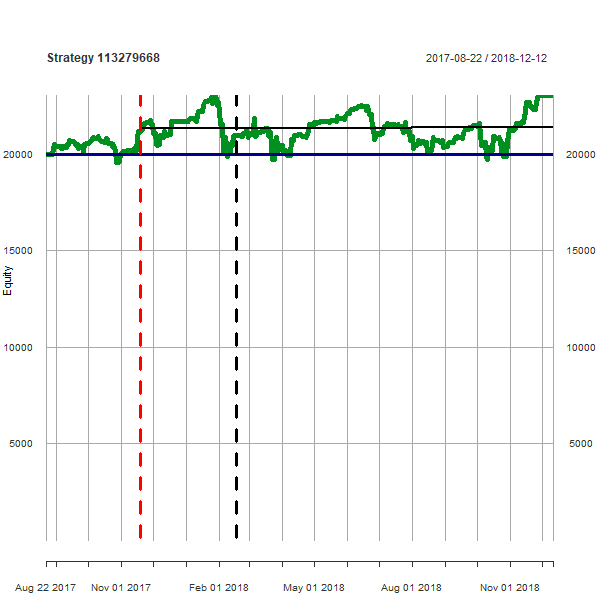 Strategy 113279668
2017-08-22 / 2018-12-12
20000 20000
15000 15000
Equity
10000 10000
5000 5000
Aug 22 2017 Nov 01 2017 Feb 01 2018 May 01 2018 Aug 01 2018 Nov 01 2018